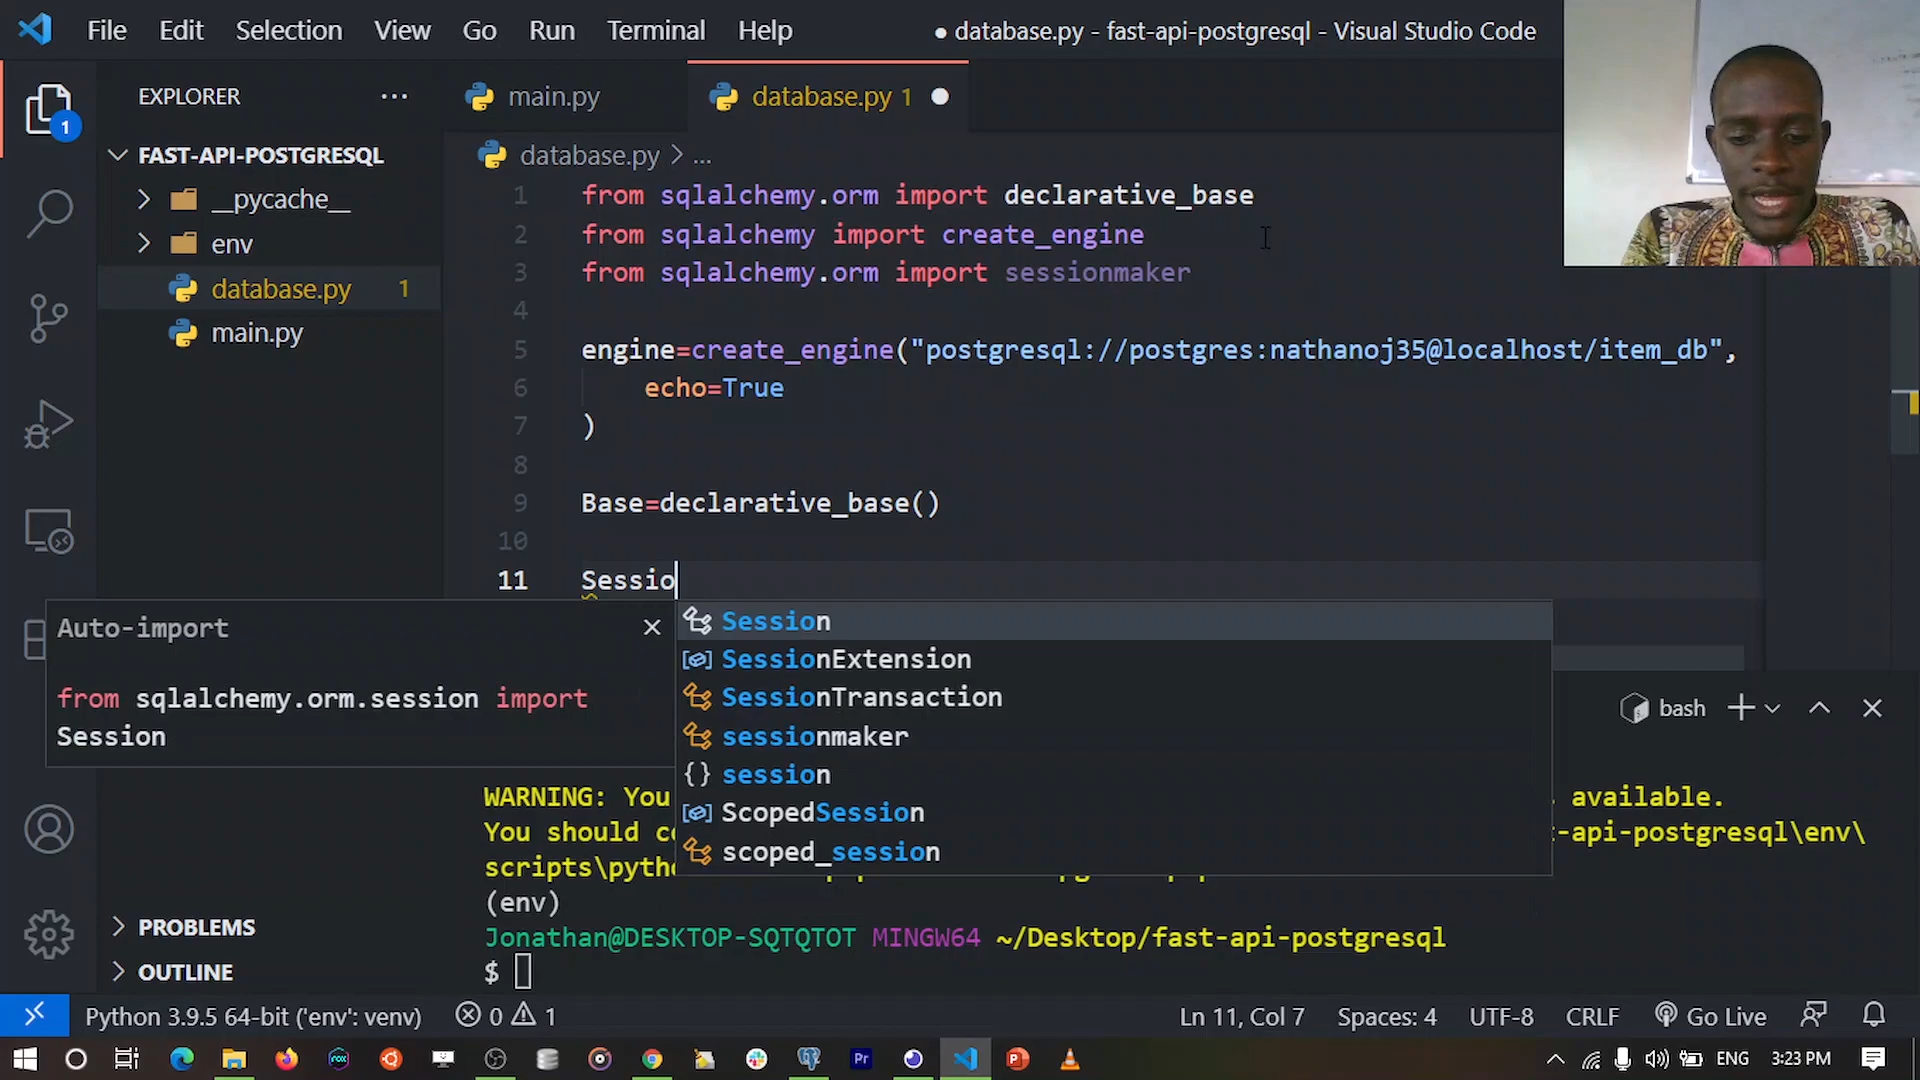 File Edit Selection View Go Run Terminal Help
● database.py - fast-api-postgresql - Visual Studio Code
EXPLORER ...
main.py
database.py 1
1
FAST-API-POSTGRESQL
__pycache__
env
database.py 1
main.py
database.py > ...
1 from sqlalchemy.orm import declarative_base
2 from sqlalchemy import create_engine
3 from sqlalchemy.orm import sessionmaker
4
5 engine=create_engine("postgresql://postgres:nathanoj35@localhost/item_db",
6 echo=True
7 )
8
9 Base=declarative_base()
10
11 Sessio
Auto-import
from sqlalchemy.orm.session import
Session
Session
SessionExtension
SessionTransaction
sessionmaker
session
ScopedSession
scoped_session
bash
WARNING: You available.
You should -api-postgresql\env\
scripts\pyth
(env)
Jonathan@DESKTOP-SQTQTOT MINGW64 ~/Desktop/fast-api-postgresql
$
PROBLEMS
OUTLINE
Python 3.9.5 64-bit ('env': venv) 0 1
Ln 11, Col 7 Spaces: 4 UTF-8 CRLF Go Live
Pr
ENG 3:23 PM